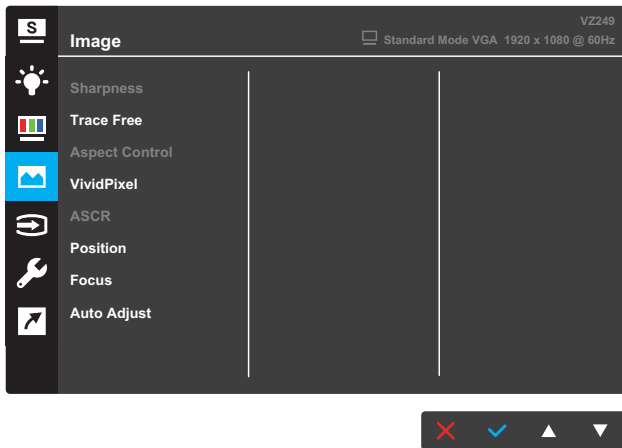 S
VZ249
Image
Standard Mode VGA 1920 x 1080 @ 60Hz
Sharpness
Trace Free
Aspect Control
VividPixel
ASCR
Position
Focus
Auto Adjust